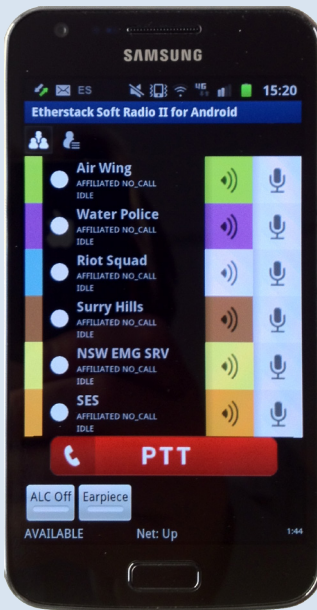 SAMSUNG
ES 4G 15:20
Etherstack Soft Radio II for Android
Air Wing
AFFILIATED NO_CALL
IDLE
Water Police
AFFILIATED NO_CALL
IDLE
Riot Squad
AFFILIATED NO_CALL
IDLE
Surry Hills
AFFILIATED NO_CALL
IDLE
NSW EMG SRV
AFFILIATED NO_CALL
IDLE
SES
AFFILIATED NO_CALL
IDLE
PTT
ALC Off Earpiece
AVAILABLE Net: Up 1:44